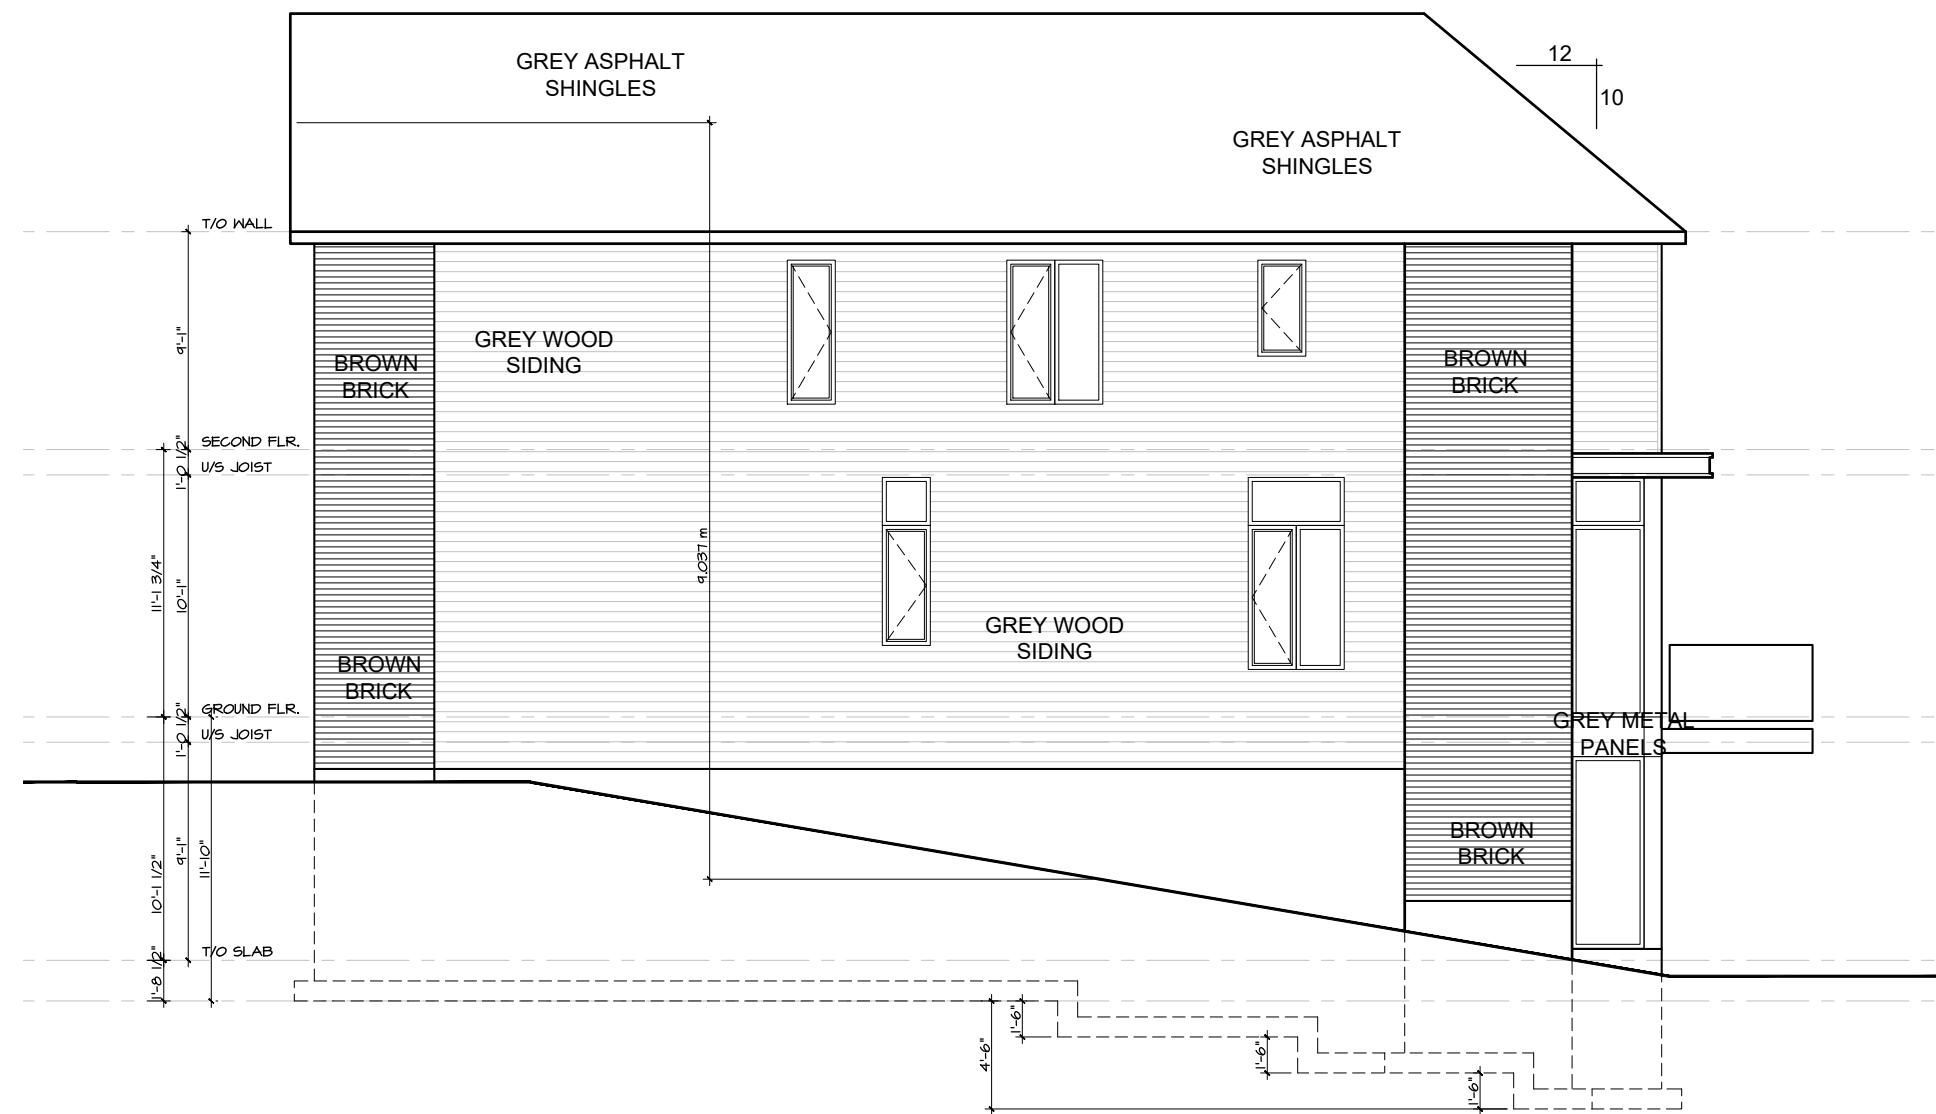 GREY ASPHALT
SHINGLES
12
10
GREY ASPHALT
SHINGLES
T/O WALL
9'-1"
GREY WOOD
SIDING
BROWN
BRICK
BROWN
BRICK
SECOND FLR.
1'-0 1/2"
U/S JOIST
11'-1 3/4"
10'-1"
9.037 m
GREY WOOD
SIDING
BROWN
BRICK
GROUND FLR.
1'-0 1/2"
U/S JOIST
GREY METAL
PANELS
BROWN
BRICK
10'-1 1/2"
9'-1"
11'-10"
T/O SLAB
1'-8 1/2"
1'-6"
4'-6"
1'-6"
1'-6"